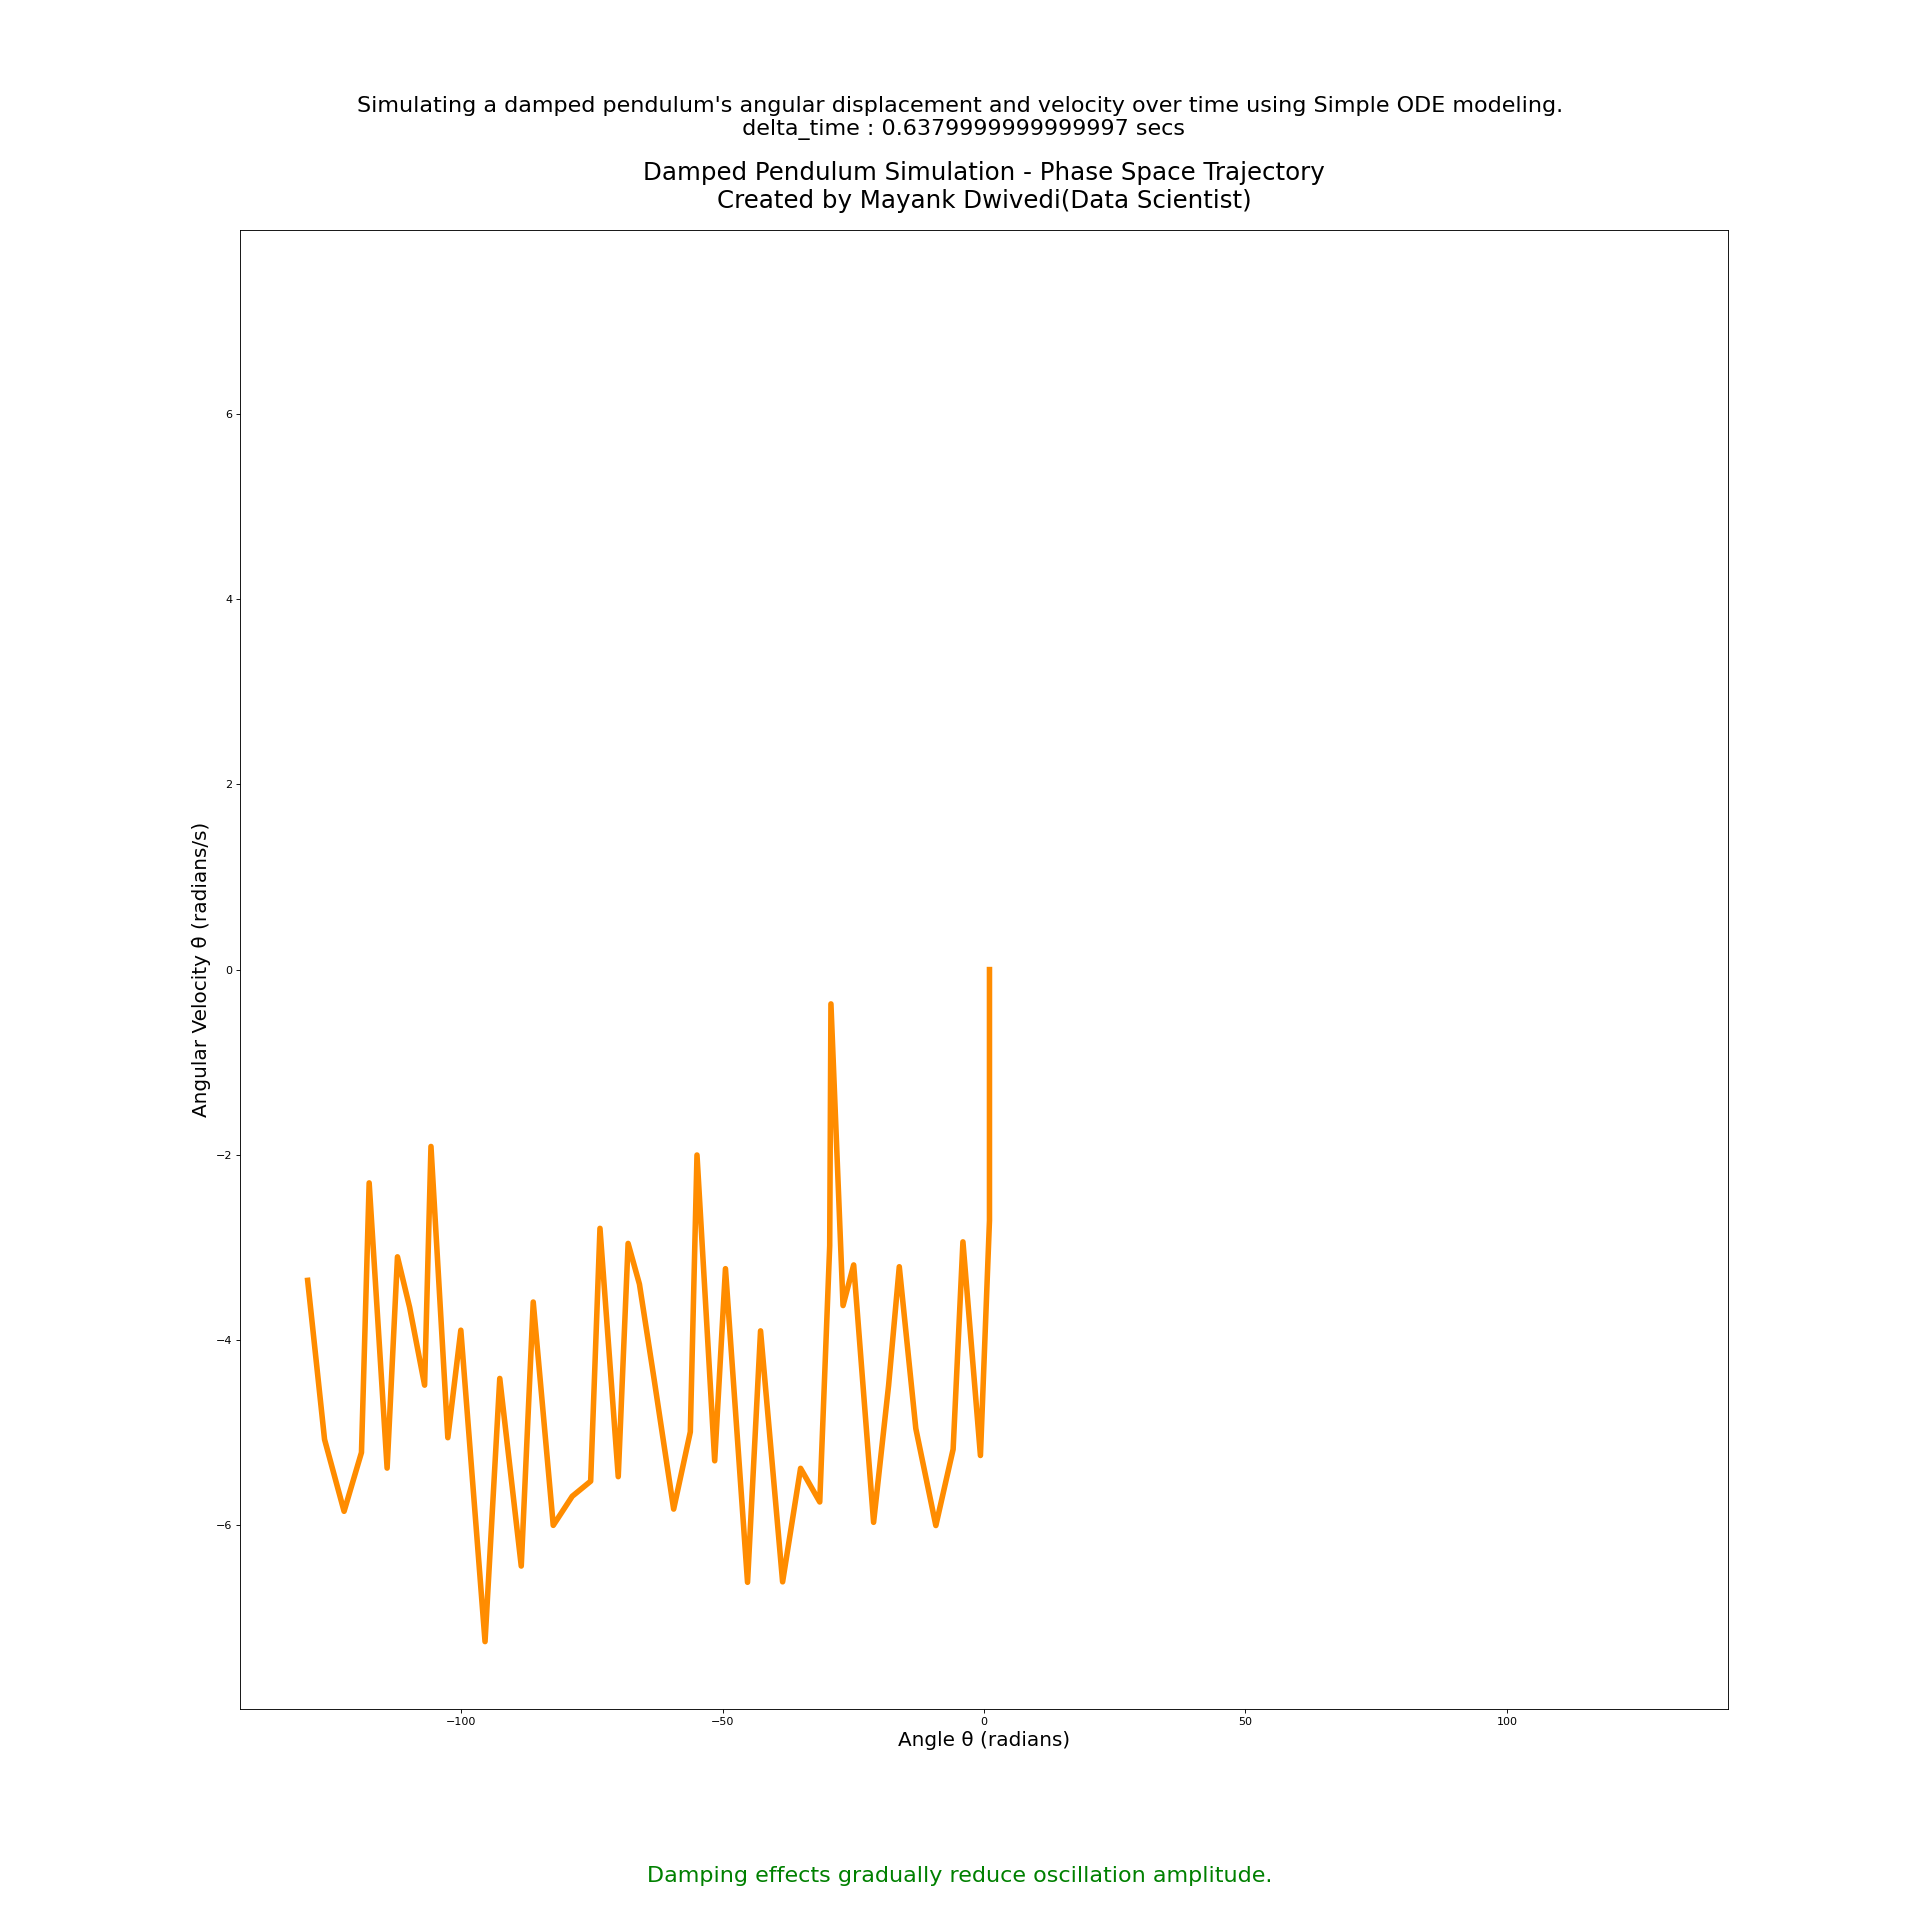 Simulating a damped pendulum's angular displacement and velocity over time using Simple ODE modeling.
delta_time : 0.6379999999999997 secs
Damped Pendulum Simulation - Phase Space Trajectory
Created by Mayank Dwivedi(Data Scientist)
Angular Velocity θ (radians/s)
6
4
2
0
−2
−4
−6
−100
−50
0
50
100
Angle θ (radians)
Damping effects gradually reduce oscillation amplitude.